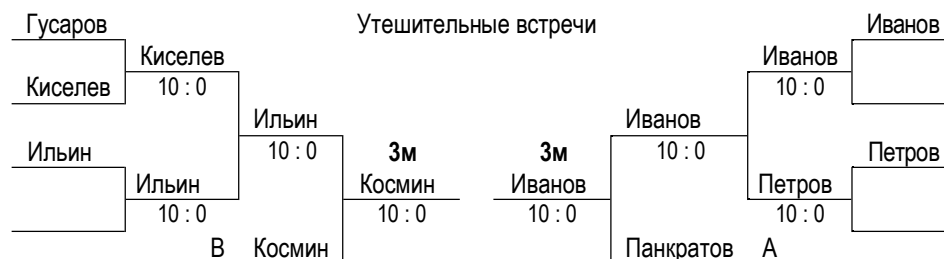 Гусаров Утешительные встречи Иванов
Киселев Иванов
10 : 0 10 : 0
Киселев
Ильин Иванов
Ильин 10 : 0 3м 3м 10 : 0 Петров
Ильин Космин Иванов Петров
10 : 0 10 : 0 10 : 0 10 : 0
В Космин Панкратов А